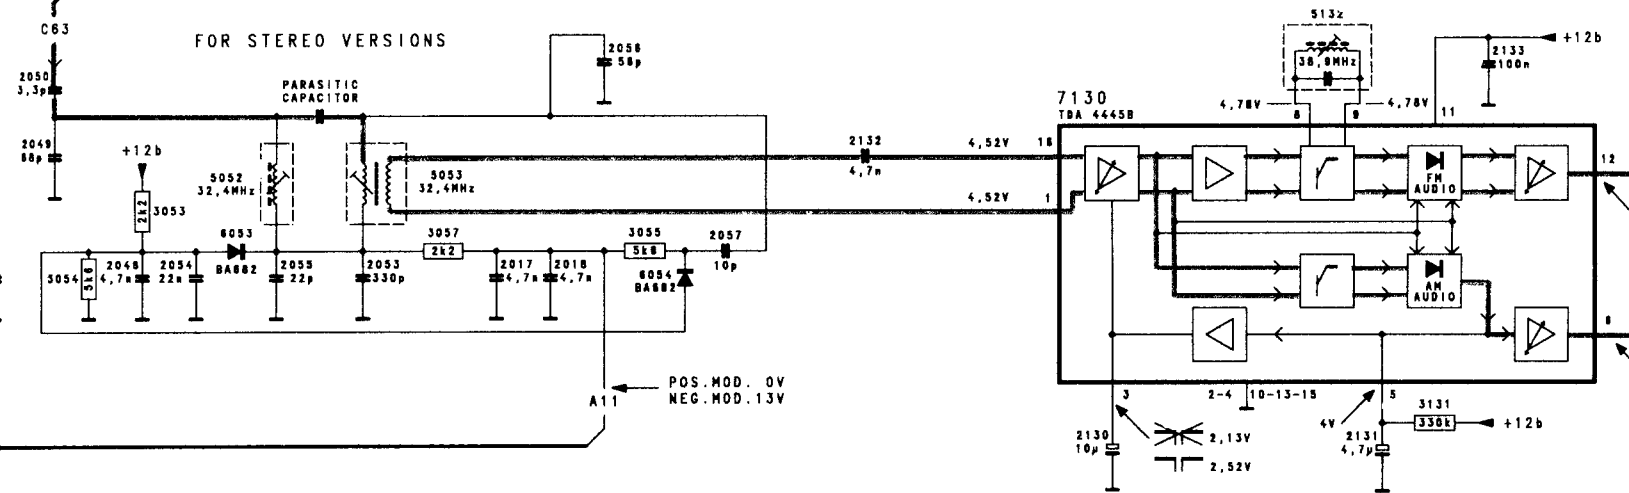 C63
FOR STEREO VERSIONS
2050
3,3p
PARASITIC
CAPACITOR
2056
56p
2049
68p
+12b
2k2
3053
5052
32,4MHz
5053
32,4MHz
2132
4,7n
4,52V
16
4,52V
1
513z
38,9MHz
4,78V
8
9
4,78V
11
2133
100n
+12b
7130
TDA 4445B
FM
AUDIO
12
AM
AUDIO
8
3054
5k6
2048
4,7n
2054
22n
6053
BA682
2055
22p
2053
330p
3057
2k2
2017
4,7n
2018
4,7n
3055
5k6
2057
10p
6054
BA682
A11
POS.MOD. 0V
NEG.MOD.13V
3
2-4
10-13-15
5
4V
3131
330k
+12b
2130
10µ
2,13V
2,52V
2131
4,7µ